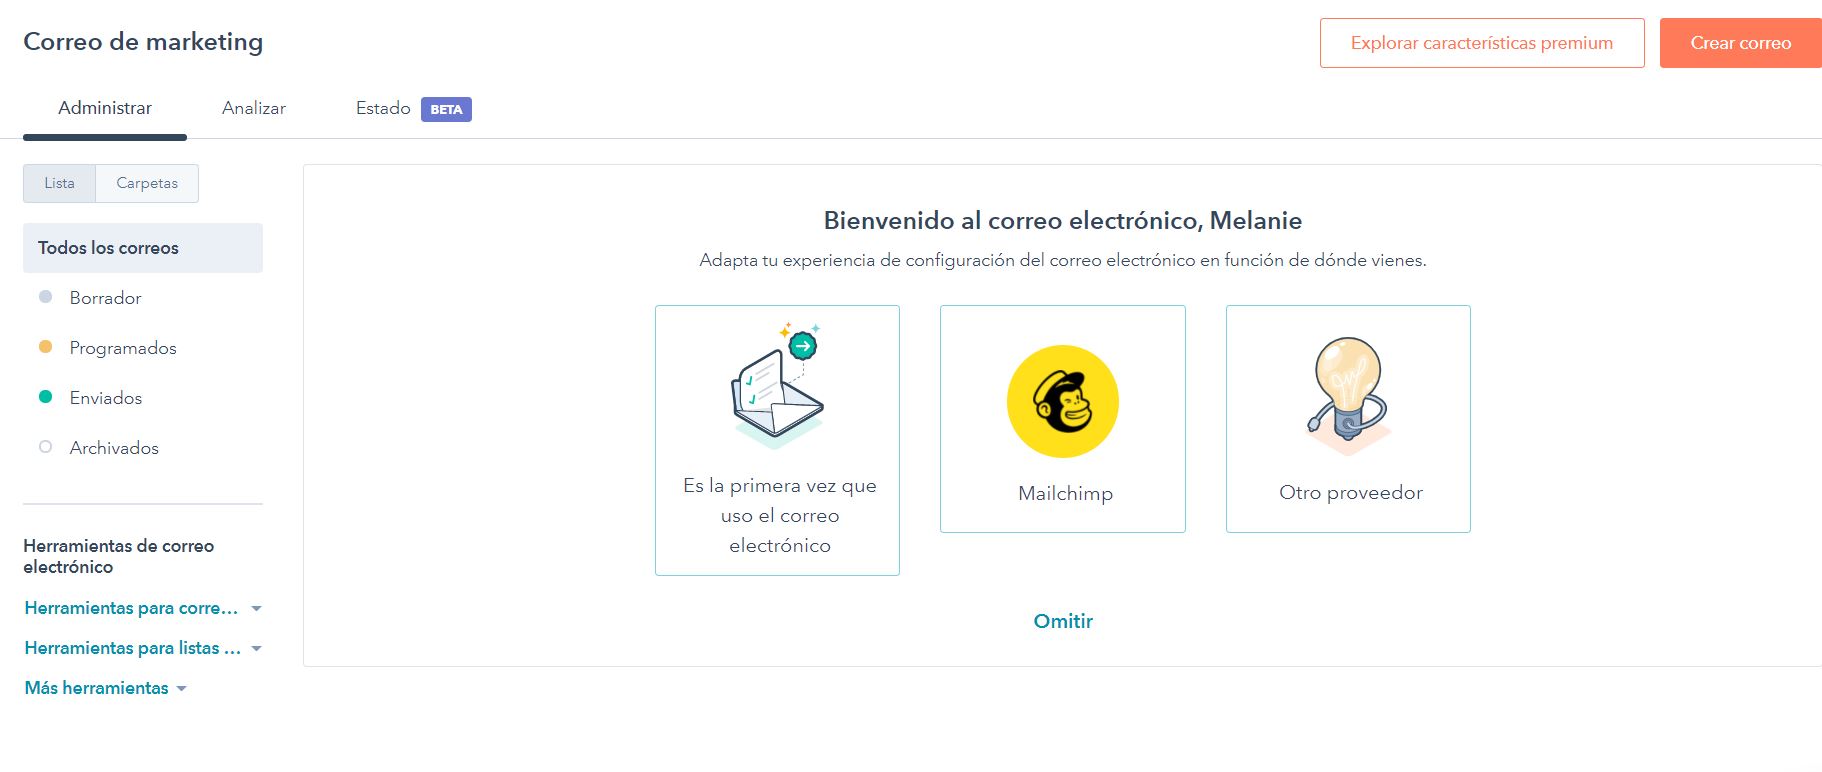 Correo de marketing
Explorar características premium
Crear correo
Administrar
Analizar
Estado BETA
Lista
Carpetas
Todos los correos
Borrador
Programados
Enviados
Archivados
Herramientas de correo
electrónico
Herramientas para corre...
Herramientas para listas ...
Más herramientas
Bienvenido al correo electrónico, Melanie
Adapta tu experiencia de configuración del correo electrónico en función de dónde vienes.
Es la primera vez que
uso el correo
electrónico
Mailchimp
Otro proveedor
Omitir